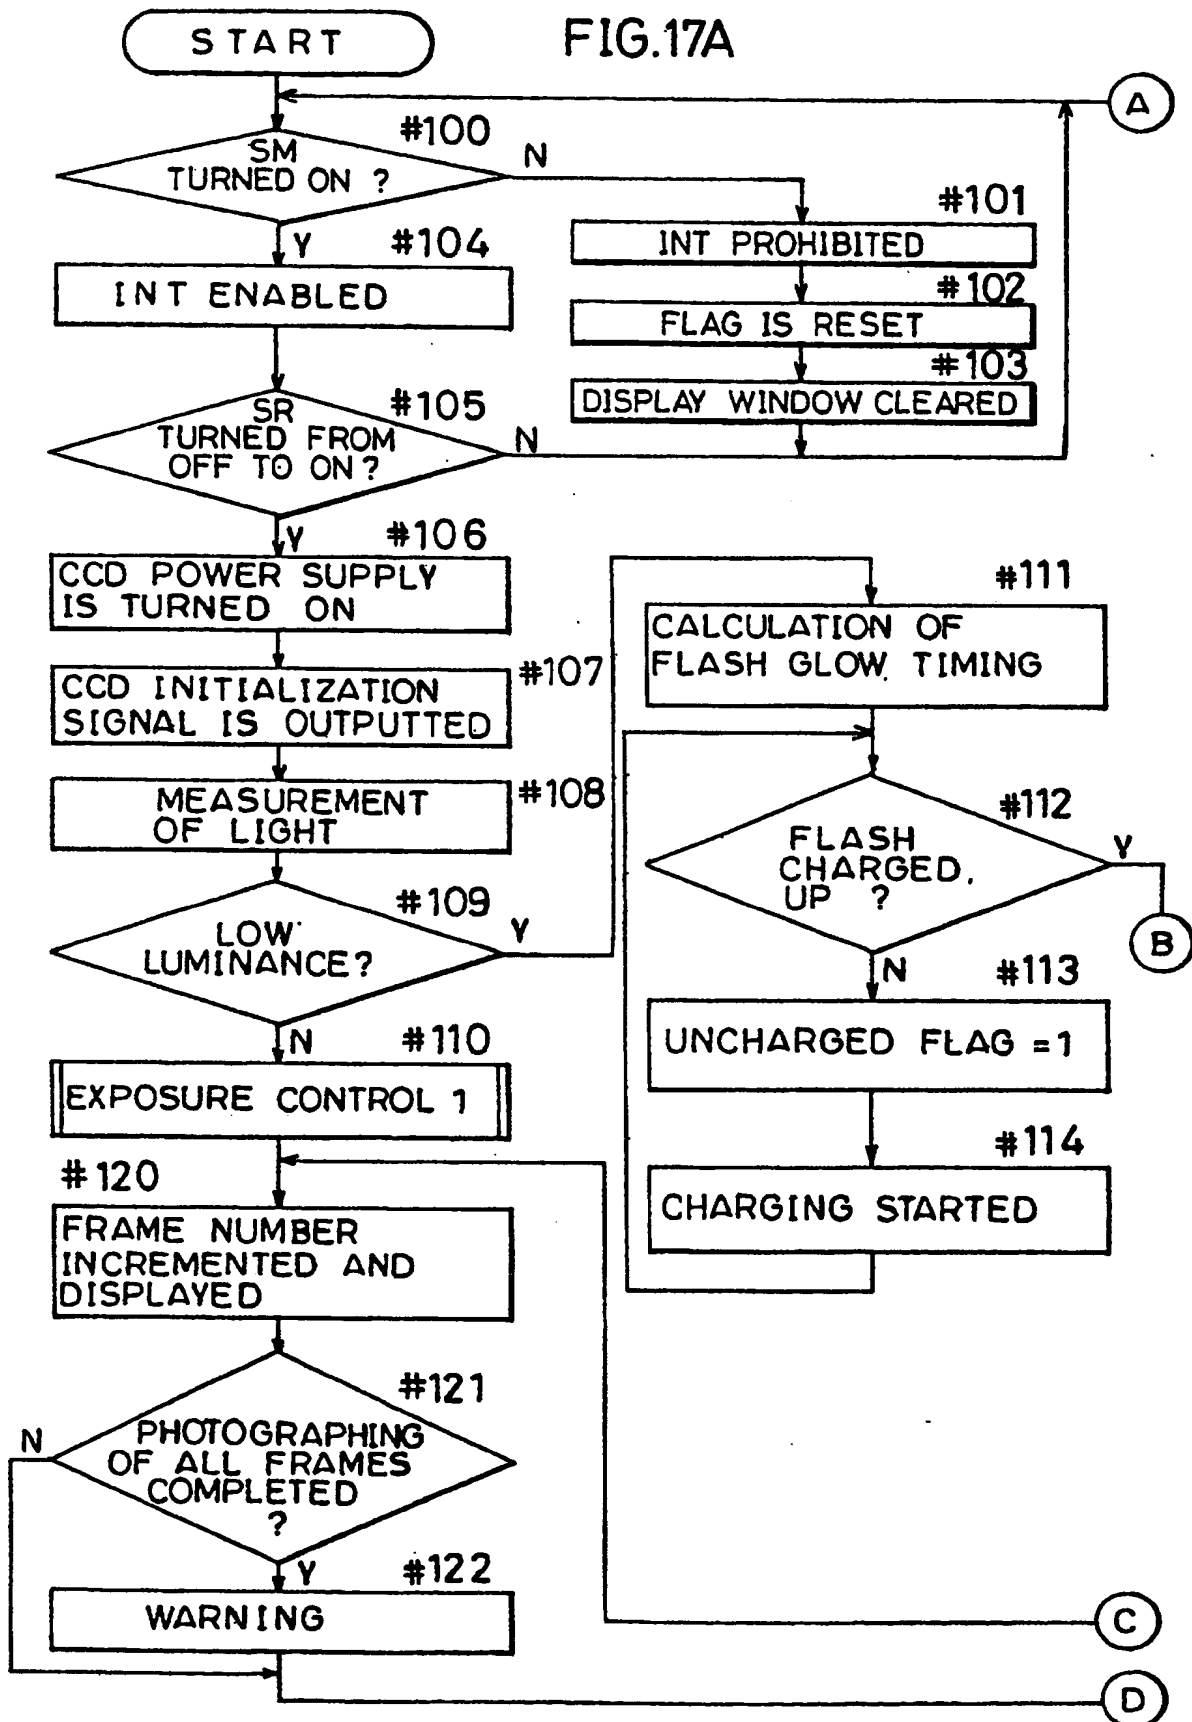 START
FIG.17A
A
#100
SM
TURNED ON ?
N
Y
#101
INT PROHIBITED
#102
FLAG IS RESET
#103
DISPLAY WINDOW CLEARED
#104
INT ENABLED
#105
SR
TURNED FROM
OFF TO ON?
N
Y
#106
CCD POWER SUPPLY
IS TURNED ON
#107
CCD INITIALIZATION
SIGNAL IS OUTPUTTED
#108
MEASUREMENT
OF LIGHT
#109
LOW
LUMINANCE?
Y
N
#110
EXPOSURE CONTROL 1
#111
CALCULATION OF
FLASH GLOW TIMING
#112
FLASH
CHARGED
UP ?
Y
B
N
#113
UNCHARGED FLAG =1
#114
CHARGING STARTED
#120
FRAME NUMBER
INCREMENTED AND
DISPLAYED
#121
PHOTOGRAPHING
OF ALL FRAMES
COMPLETED
?
N
Y
#122
WARNING
C
D